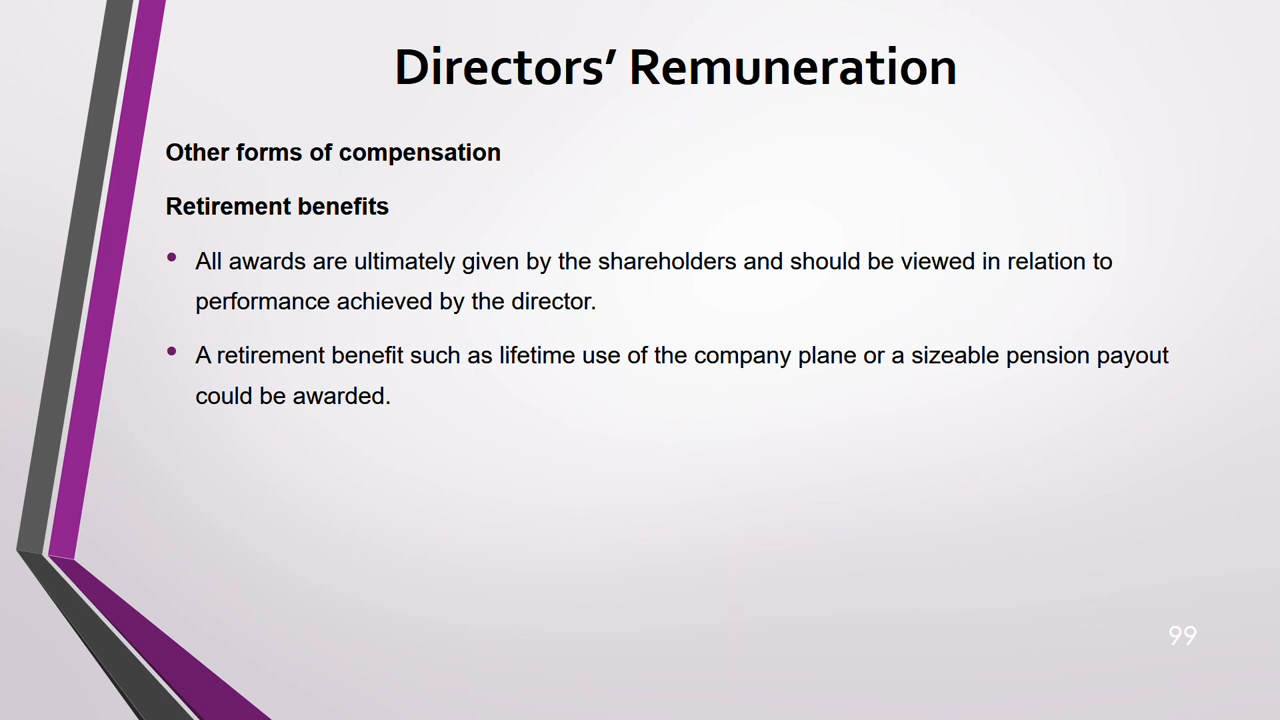 Directors’ Remuneration
Other forms of compensation
Retirement benefits
• All awards are ultimately given by the shareholders and should be viewed in relation to
performance achieved by the director.
• A retirement benefit such as lifetime use of the company plane or a sizeable pension payout
could be awarded.
99